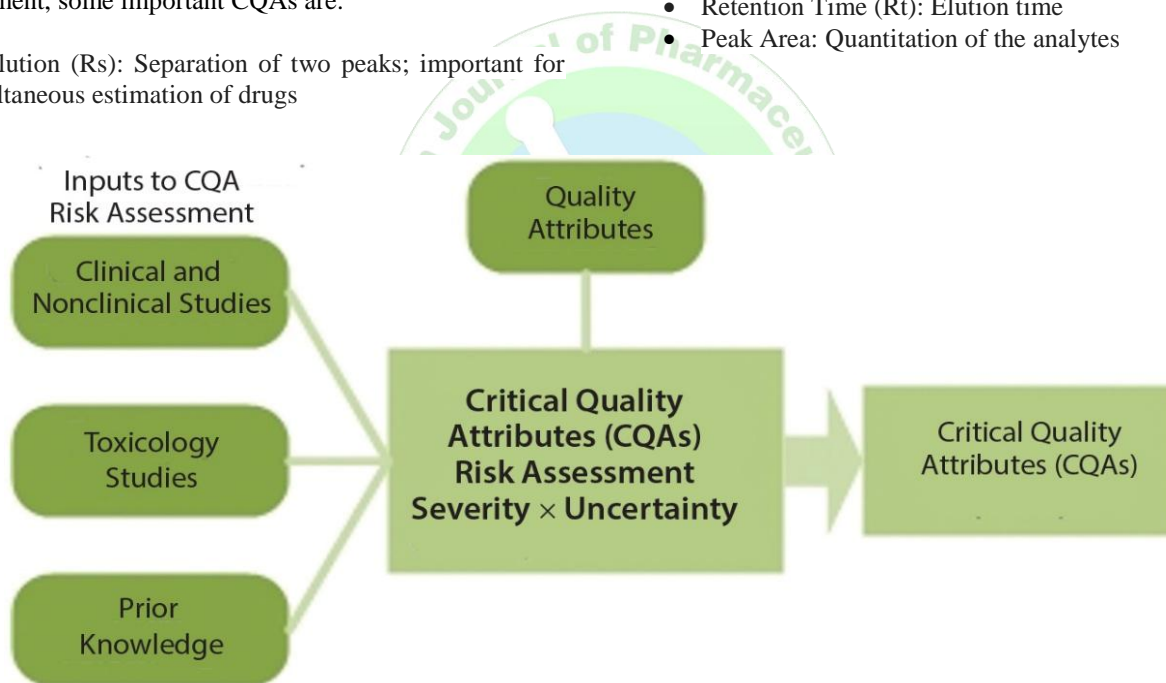 ment, some important CQAs are.
lution (Rs): Separation of two peaks; important for
ltaneous estimation of drugs
• Retention Time (Rt): Elution time
• Peak Area: Quantitation of the analytes
of Pharmace
Inputs to CQA
Risk Assessment
Clinical and
Nonclinical Studies
Toxicology
Studies
Prior
Knowledge
Quality
Attributes
Critical Quality
Attributes (CQAs)
Risk Assessment
Severity × Uncertainty
Critical Quality
Attributes (CQAs)